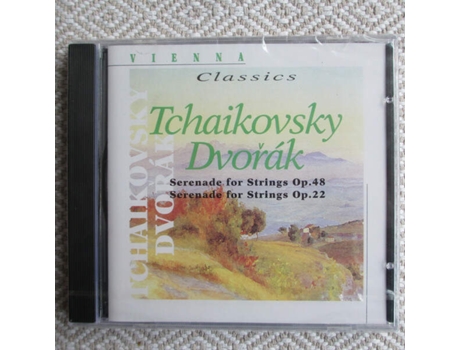 VIENNA
Classics
Tchaikovsky
Dvořák
Serenade for Strings Op.48
Serenade for Strings Op.22
TCHAIKOVSKY
DVOŘÁK